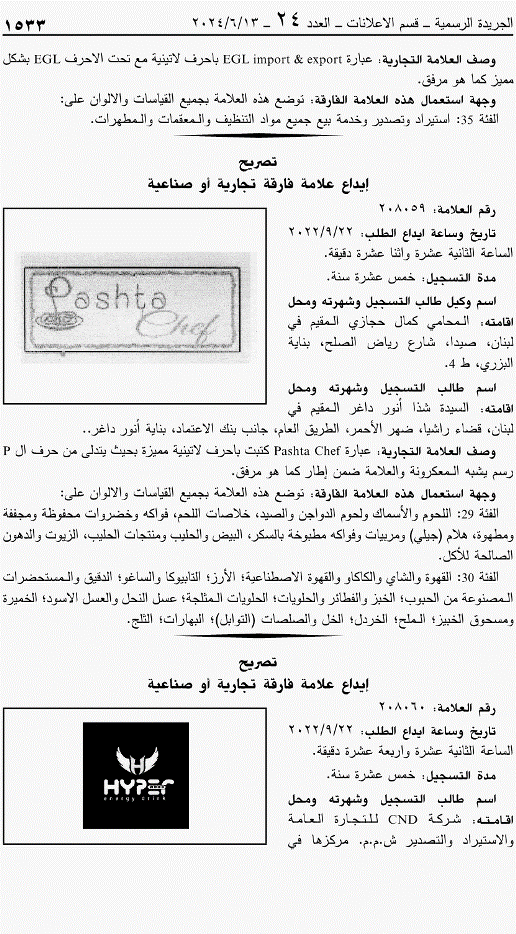 الجريدة الرسمية ــ قسم الاعلانات ــ العدد ٢٤ ــ ٢٠٢٤/٦/١٣ ١٥٣٣
وصف العلامة التجارية: عبارة EGL import & export باحرف لاتينية مع تحت الاحرف EGL بشكل
مميز كما هو مرفق.
وجهة استعمال هذه العلامة الفارقة: توضع هذه العلامة بجميع القياسات والالوان على:
الفئة 35: استيراد وتصدير وخدمة بيع جميع مواد التنظيف والمعقمات والمطهرات.
تصريح
إيداع علامة فارقة تجارية أو صناعية
رقم العلامة: ٢٠٨٠٥٩
تاريخ وساعة ايداع الطلب: ٢٠٢٢/٩/٢٢
الساعة الثانية عشرة واثنا عشرة دقيقة.
مدة التسجيل: خمس عشرة سنة.
اسم وكيل طالب التسجيل وشهرته ومحل
اقامته: المحامي كمال حجازي المقيم في
لبنان، صيدا، شارع رياض الصلح، بناية
البزري، ط 4.
Pashta
Chef
اسم طالب التسجيل وشهرته ومحل
اقامته: السيدة شذا أنور داغر المقيم في
لبنان، قضاء راشيا، ضهر الأحمر، الطريق العام، جانب بنك الاعتماد، بناية أنور داغر..
وصف العلامة التجارية: عبارة Pashta Chef كتبت باحرف لاتينية مميزة بحيث يتدلى من حرف ال P
رسم يشبه المعكرونة والعلامة ضمن إطار كما هو مرفق.
وجهة استعمال هذه العلامة الفارقة: توضع هذه العلامة بجميع القياسات والالوان على:
الفئة 29: اللحوم والأسماك ولحوم الدواجن والصيد، خلاصات اللحم، فواكه وخضروات محفوظة ومجففة
ومطهوة، هلام (جيلي) ومربيات وفواكه مطبوخة بالسكر، البيض والحليب ومنتجات الحليب، الزيوت والدهون
الصالحة للأكل.
الفئة 30: القهوة والشاي والكاكاو والقهوة الاصطناعية؛ الأرز؛ التابيوكا والساغو؛ الدقيق والمستحضرات
المصنوعة من الحبوب؛ الخبز والفطائر والحلويات؛ الحلويات المثلجة؛ عسل النحل والعسل الاسود؛ الخميرة
ومسحوق الخبيز؛ الملح؛ الخردل؛ الخل والصلصات (التوابل)؛ البهارات؛ الثلج.
تصريح
إيداع علامة فارقة تجارية أو صناعية
رقم العلامة: ٢٠٨٠٦٠
تاريخ وساعة ايداع الطلب: ٢٠٢٢/٩/٢٢
الساعة الثانية عشرة واربعة عشرة دقيقة.
مدة التسجيل: خمس عشرة سنة.
HYPER
energy drink
اسم طالب التسجيل وشهرته ومحل
اقامته: شركة CND للتجارة العامة
والاستيراد والتصدير ش.م.م. مركزها في